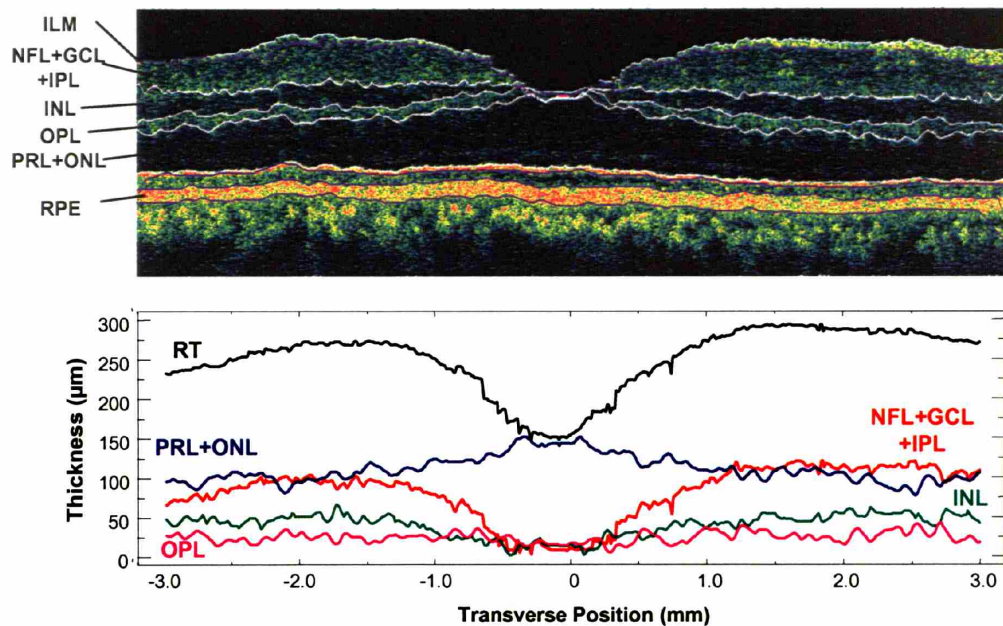 ILM
NFL+GCL
+IPL
INL
OPL
PRL+ONL
RPE
300
250
200
150
100
50
0
RT
PRL+ONL
NFL+GCL
+IPL
INL
OPL
-3.0 -2.0 -1.0 0 1.0 2.0 3.0
Thickness (µm)
Transverse Position (mm)